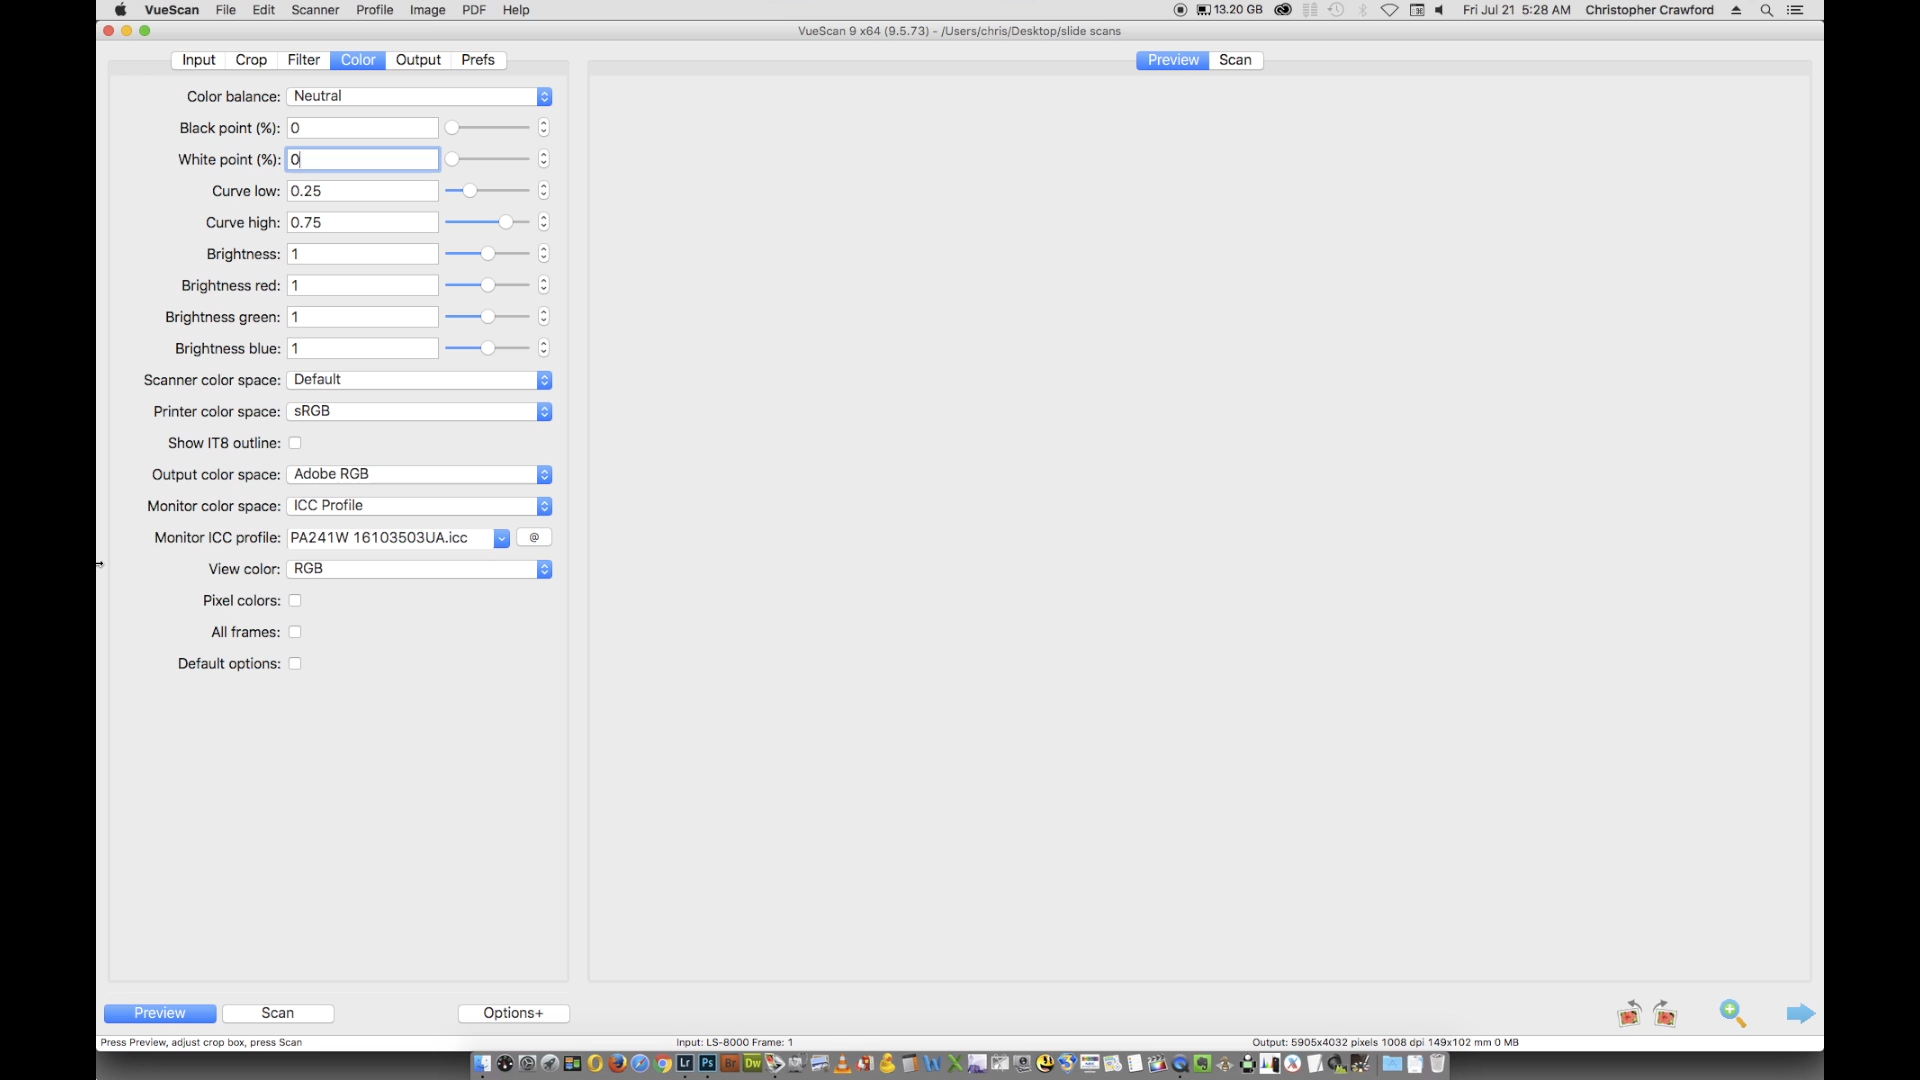 VueScan File Edit Scanner Profile Image PDF Help 13.20 GB Fri Jul 21 5:28 AM Christopher Crawford
VueScan 9 x64 (9.5.73) - /Users/chris/Desktop/slide scans
Input Crop Filter Color Output Prefs Preview Scan
Color balance: Neutral
Black point (%): 0
White point (%): 0
Curve low: 0.25
Curve high: 0.75
Brightness: 1
Brightness red: 1
Brightness green: 1
Brightness blue: 1
Scanner color space: Default
Printer color space: sRGB
Show IT8 outline:
Output color space: Adobe RGB
Monitor color space: ICC Profile
Monitor ICC profile: PA241W 16103503UA.icc @
View color: RGB
Pixel colors:
All frames:
Default options:
Preview Scan Options+
Press Preview, adjust crop box, press Scan Input: LS-8000 Frame: 1 Output: 5905x4032 pixels 1008 dpi 149x102 mm 0 MB
Lr Ps Br Dw